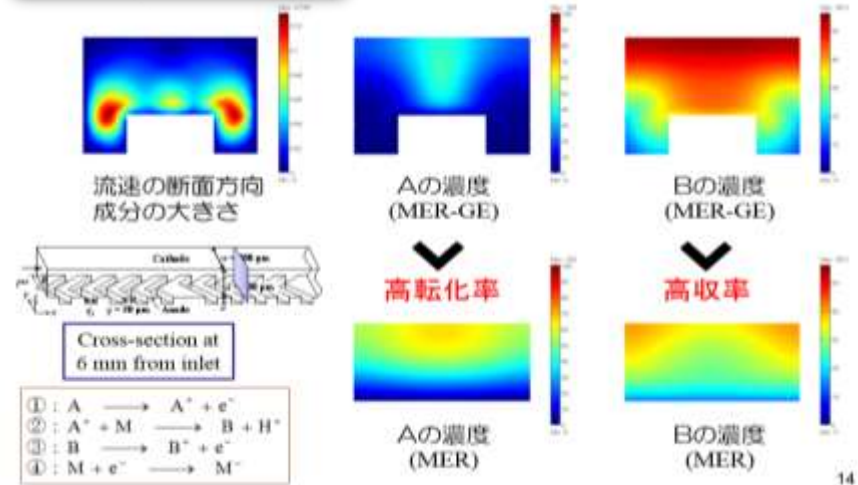 流速の断面方向
成分の大きさ
Aの濃度
(MER-GE)
Bの濃度
(MER-GE)
高転化率
高収率
Cathode
Anode
Cross-section at
6 mm from inlet
① : A ⟶ A⁺ + e⁻
② : A⁺ + M ⟶ B + H⁺
③ : B ⟶ B⁺ + e⁻
④ : M + e⁻ ⟶ M⁻
Aの濃度
(MER)
Bの濃度
(MER)
14